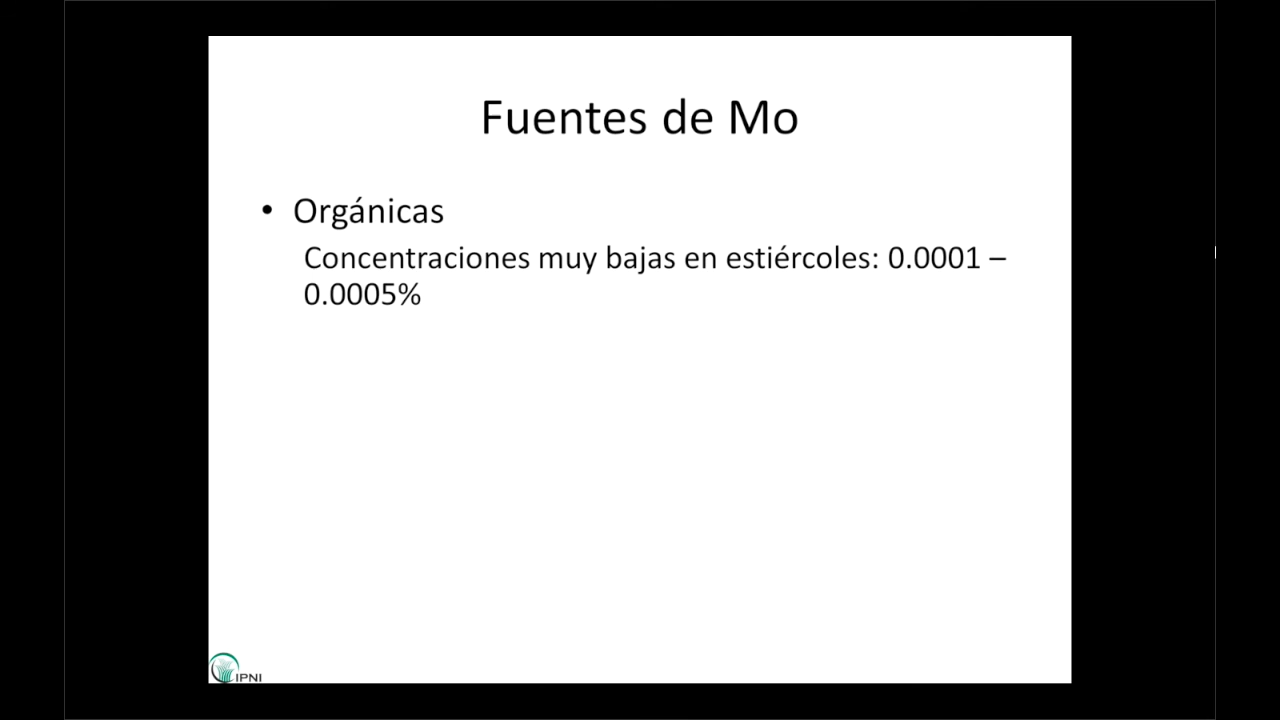 Fuentes de Mo
• Orgánicas
Concentraciones muy bajas en estiércoles: 0.0001 –
0.0005%
IPNI